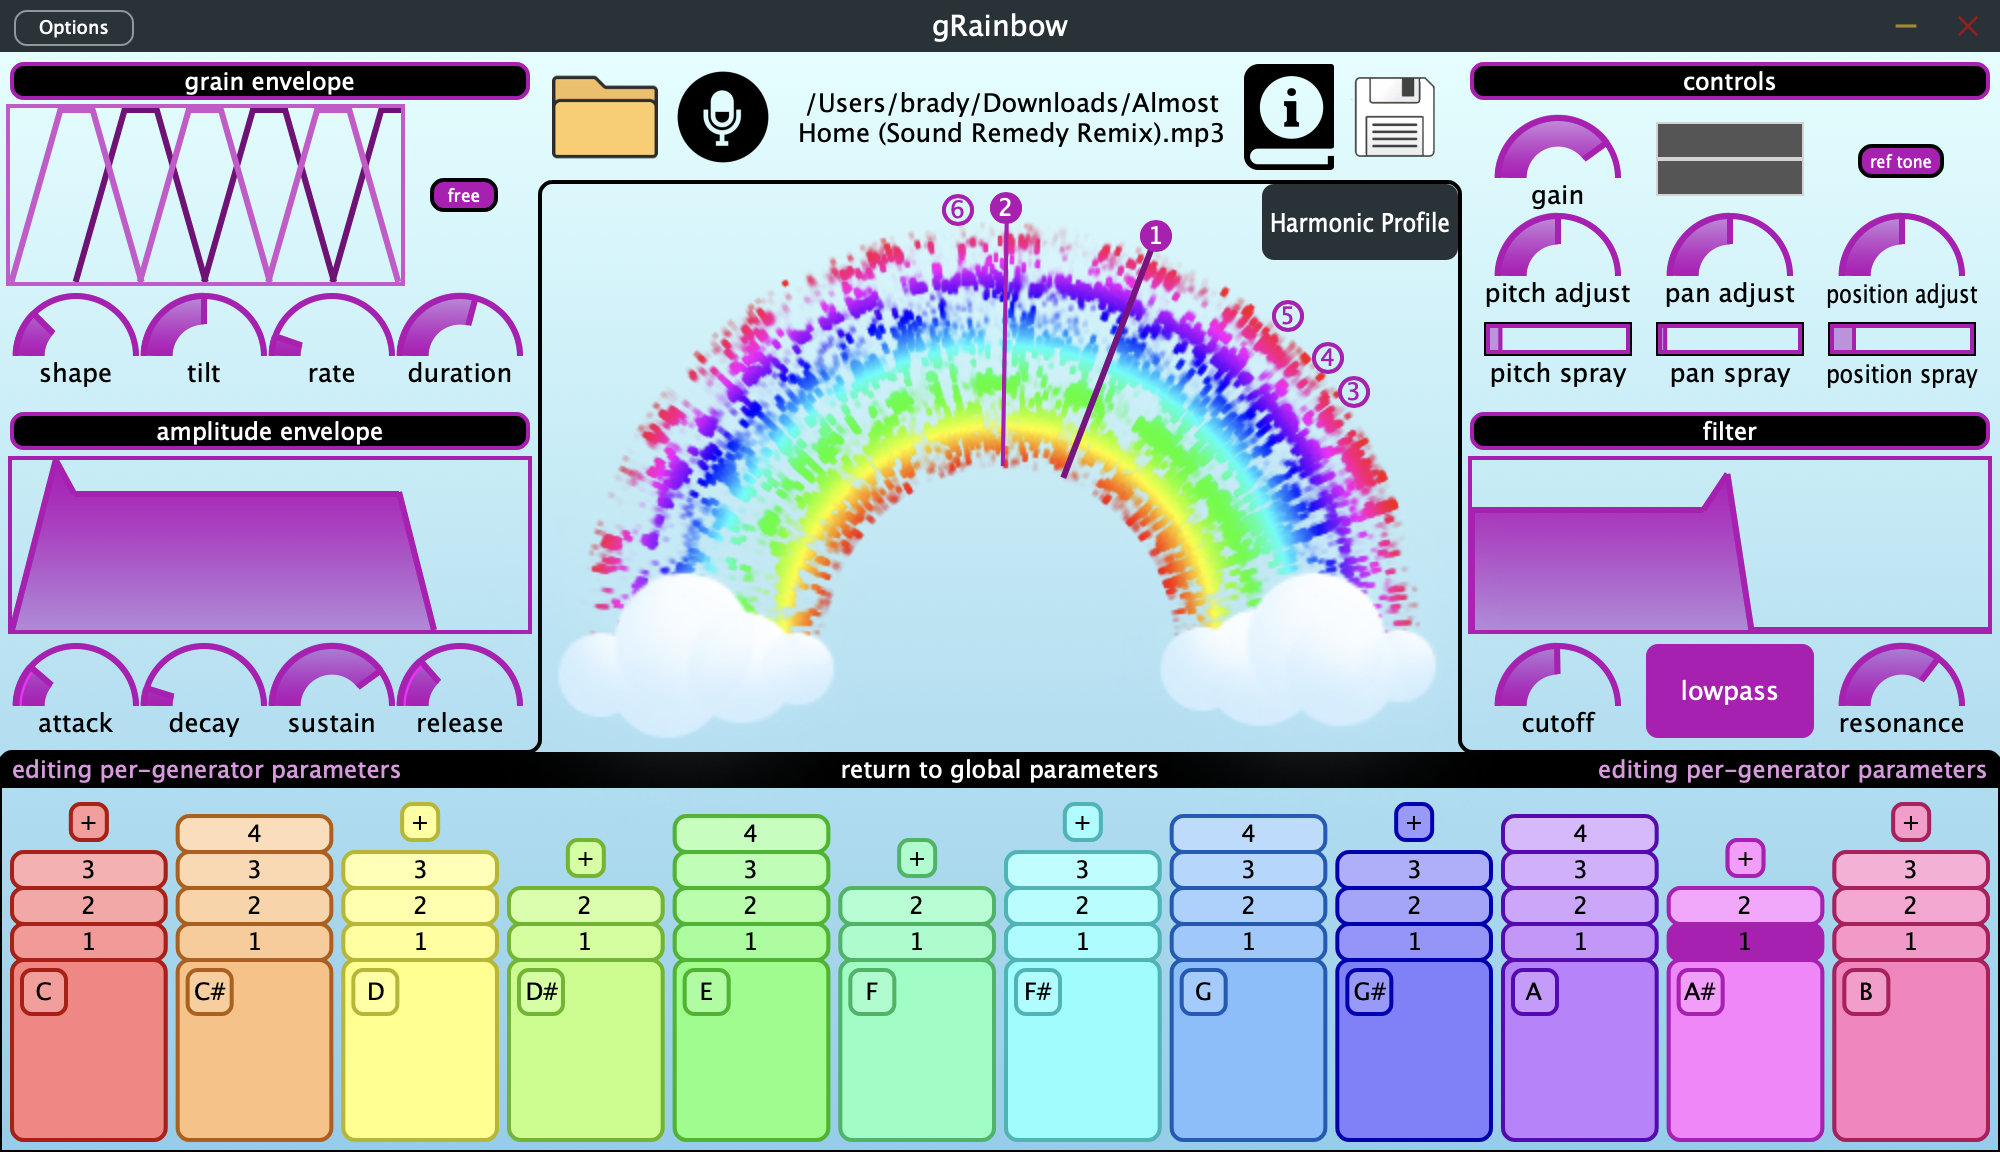 Options
gRainbow
grain envelope
free
shape
tilt
rate
duration
amplitude envelope
attack
decay
sustain
release
/Users/brady/Downloads/Almost
Home (Sound Remedy Remix).mp3
i
Harmonic Profile
6
2
1
5
4
3
controls
gain
ref tone
pitch adjust
pan adjust
position adjust
pitch spray
pan spray
position spray
filter
cutoff
lowpass
resonance
editing per-generator parameters
return to global parameters
editing per-generator parameters
+
3
2
1
C
4
3
2
1
C#
+
3
2
1
D
+
2
1
D#
4
3
2
1
E
+
2
1
F
+
3
2
1
F#
4
3
2
1
G
+
3
2
1
G#
4
3
2
1
A
+
2
1
A#
+
3
2
1
B